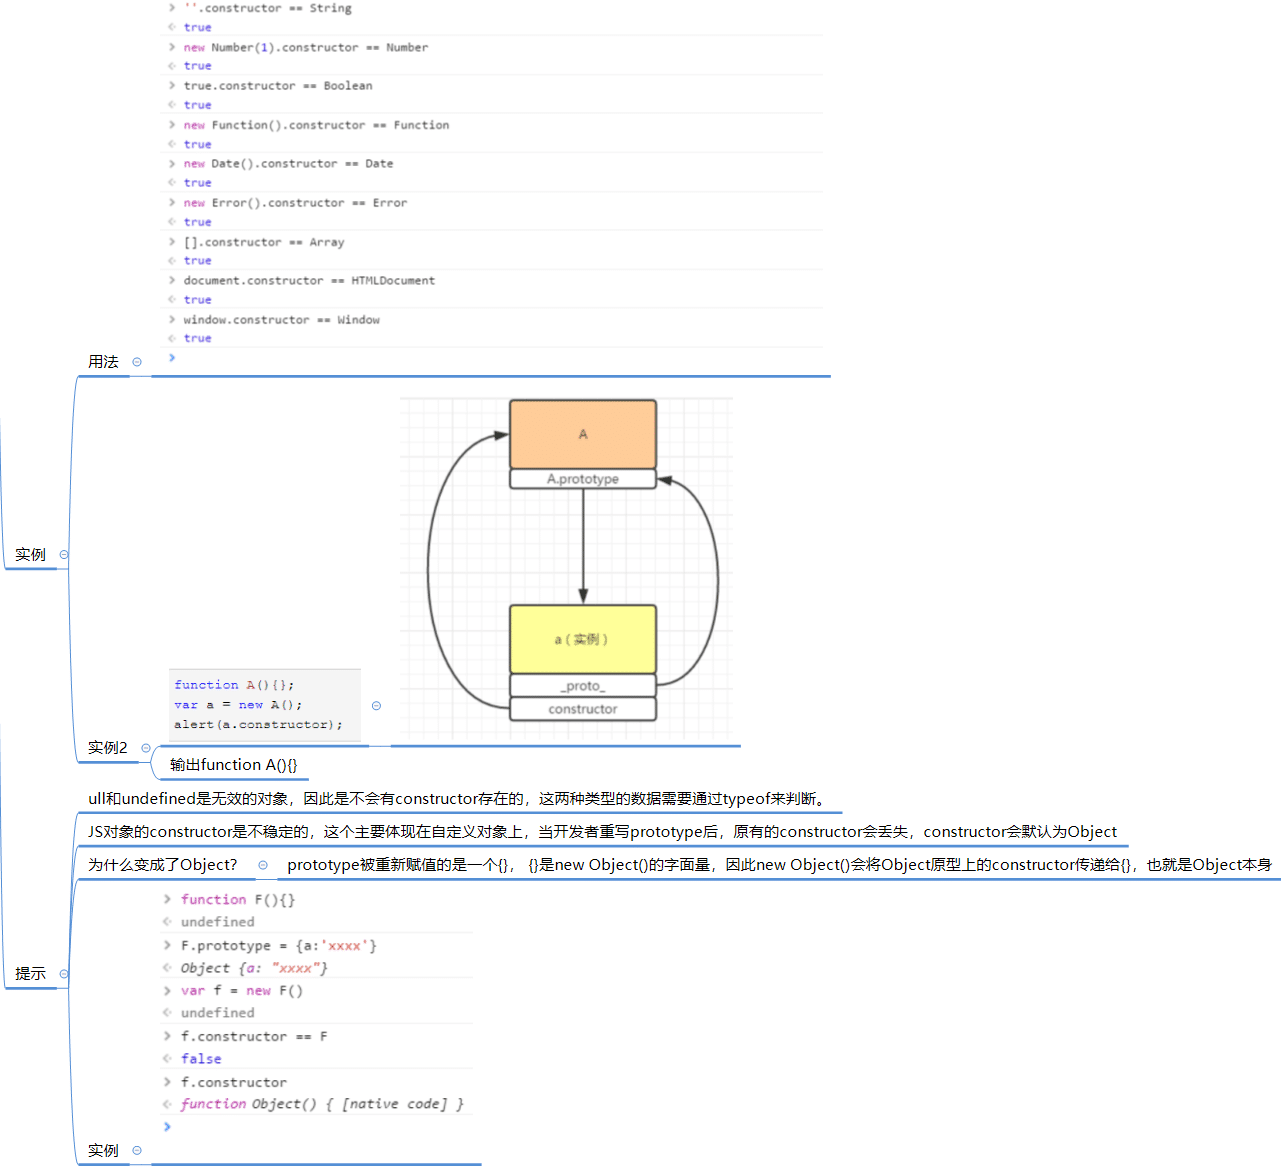 ''.constructor == String
true
new Number(1).constructor == Number
true
true.constructor == Boolean
true
new Function().constructor == Function
true
new Date().constructor == Date
true
new Error().constructor == Error
true
[].constructor == Array
true
document.constructor == HTMLDocument
true
window.constructor == Window
true
用法
A
A.prototype
实例
a（实例）
_proto_
constructor
function A(){};
var a = new A();
alert(a.constructor);
实例2
输出function A(){}
ull和undefined是无效的对象，因此是不会有constructor存在的，这两种类型的数据需要通过typeof来判断。
JS对象的constructor是不稳定的，这个主要体现在自定义对象上，当开发者重写prototype后，原有的constructor会丢失，constructor会默认为Object
为什么变成了Object? prototype被重新赋值的是一个{}， {}是new Object()的字面量，因此new Object()会将Object原型上的constructor传递给{}，也就是Object本身
function F(){}
undefined
F.prototype = {a:'xxxx'}
Object {a: "xxxx"}
提示
var f = new F()
undefined
f.constructor == F
false
f.constructor
function Object() { [native code] }
实例